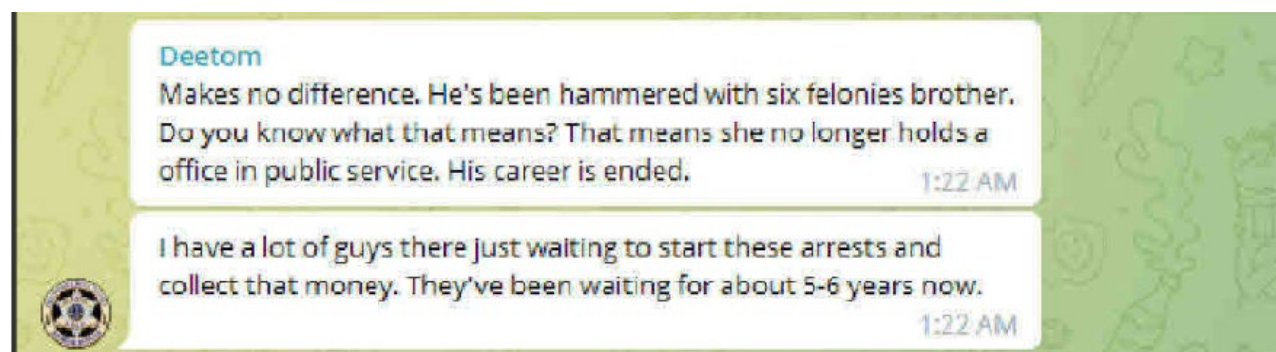 Deetom
Makes no difference. He's been hammered with six felonies brother.
Do you know what that means? That means she no longer holds a
office in public service. His career is ended.
1:22 AM
I have a lot of guys there just waiting to start these arrests and
collect that money. They've been waiting for about 5-6 years now.
1:22 AM